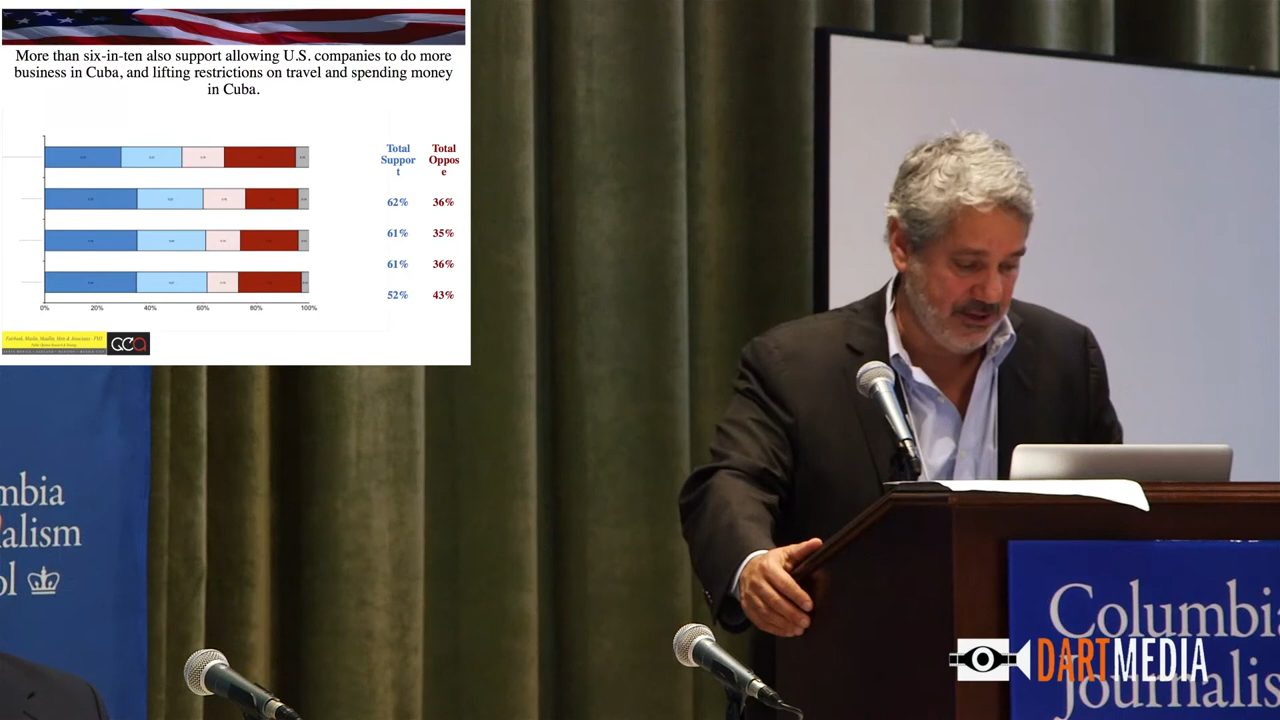 More than six-in-ten also support allowing U.S. companies to do more
business in Cuba, and lifting restrictions on travel and spending money
in Cuba.
Total
Suppor
t
Total
Oppos
e
62%
36%
61%
35%
61%
36%
52%
43%
0%
20%
40%
60%
80%
100%
QCA
mbia
alism
ol
Columbia
Journalis
DARTMEDIA